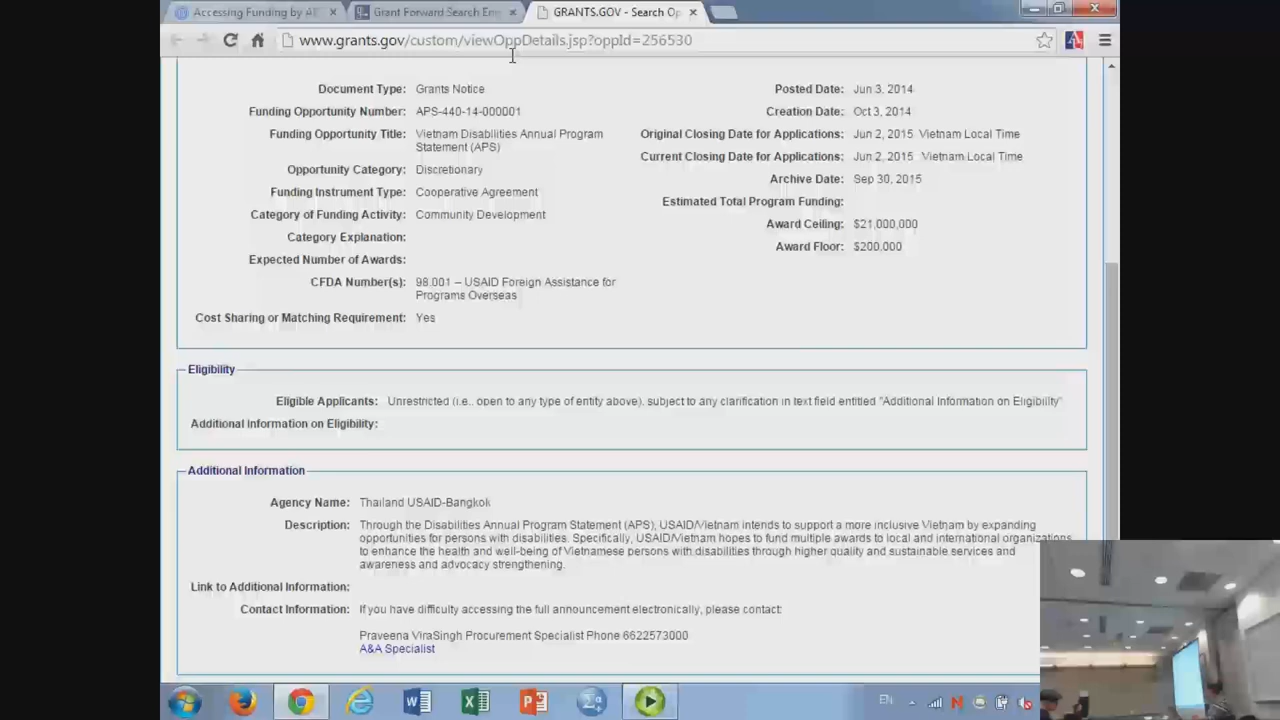 Accessing Funding by AE
Grant Forward Search En
GRANTS.GOV - Search Op
www.grants.gov/custom/viewOppDetails.jsp?oppId=256530
Document Type: Grants Notice
Funding Opportunity Number: APS-440-14-000001
Funding Opportunity Title: Vietnam Disabilities Annual Program
Statement (APS)
Opportunity Category: Discretionary
Funding Instrument Type: Cooperative Agreement
Category of Funding Activity: Community Development
Category Explanation:
Expected Number of Awards:
CFDA Number(s): 98.001 -- USAID Foreign Assistance for
Programs Overseas
Cost Sharing or Matching Requirement: Yes
Posted Date: Jun 3, 2014
Creation Date: Oct 3, 2014
Original Closing Date for Applications: Jun 2, 2015 Vietnam Local Time
Current Closing Date for Applications: Jun 2, 2015 Vietnam Local Time
Archive Date: Sep 30, 2015
Estimated Total Program Funding:
Award Ceiling: $21,000,000
Award Floor: $200,000
Eligibility
Eligible Applicants: Unrestricted (i.e., open to any type of entity above), subject to any clarification in text field entitled "Additional Information on Eligibility"
Additional Information on Eligibility:
Additional Information
Agency Name: Thailand USAID-Bangkok
Description: Through the Disabilities Annual Program Statement (APS), USAID/Vietnam intends to support a more inclusive Vietnam by expanding
opportunities for persons with disabilities. Specifically, USAID/Vietnam hopes to fund multiple awards to local and international organizations
to enhance the health and well-being of Vietnamese persons with disabilities through higher quality and sustainable services and
awareness and advocacy strengthening.
Link to Additional Information:
Contact Information: If you have difficulty accessing the full announcement electronically, please contact:
Praveena ViraSingh Procurement Specialist Phone 6622573000
A&A Specialist
EN